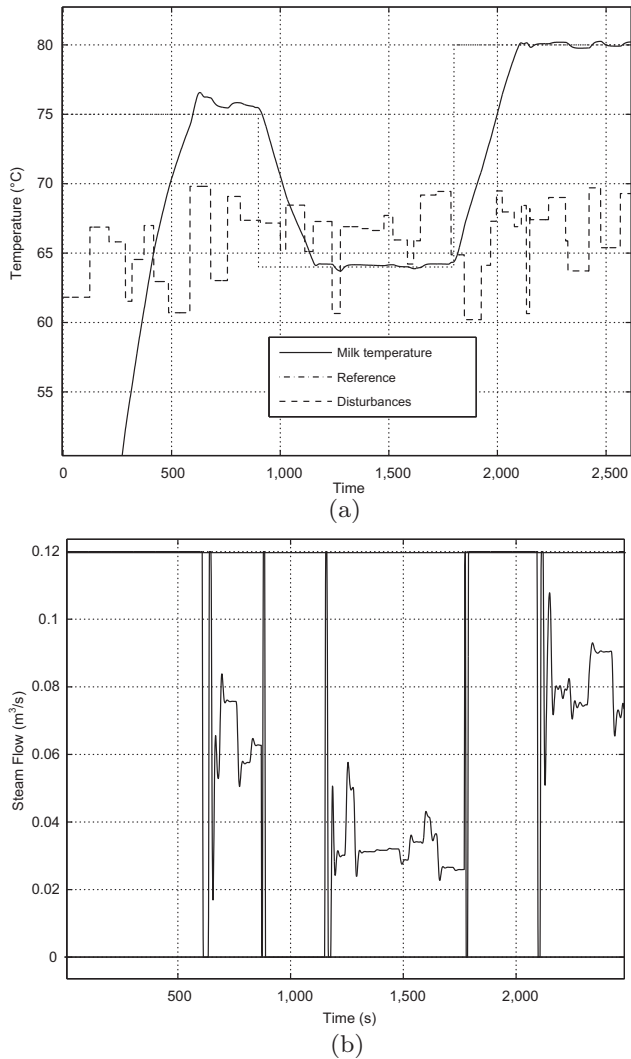 80
75
70
65
60
55
Temperature (°C)
Milk temperature
Reference
Disturbances
0
500
1,000
1,500
2,000
2,500
Time
(a)
0.12
0.1
0.08
0.06
0.04
0.02
0
Steam Flow (m³/s)
500
1,000
1,500
2,000
Time (s)
(b)